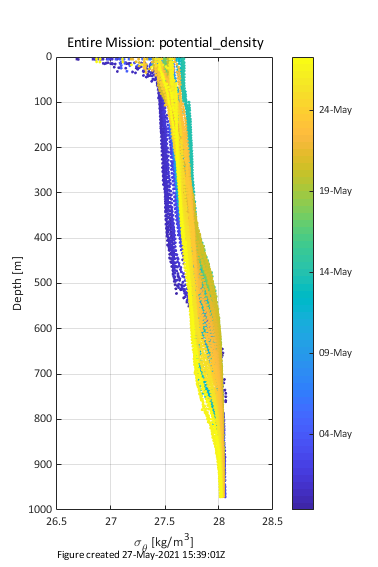 Entire Mission: potential_density
0
100
200
300
400
500
600
700
800
900
1000
Depth [m]
26.5 27 27.5 28 28.5
σθ [kg/m³]
24-May
19-May
14-May
09-May
04-May
Figure created 27-May-2021 15:39:01Z